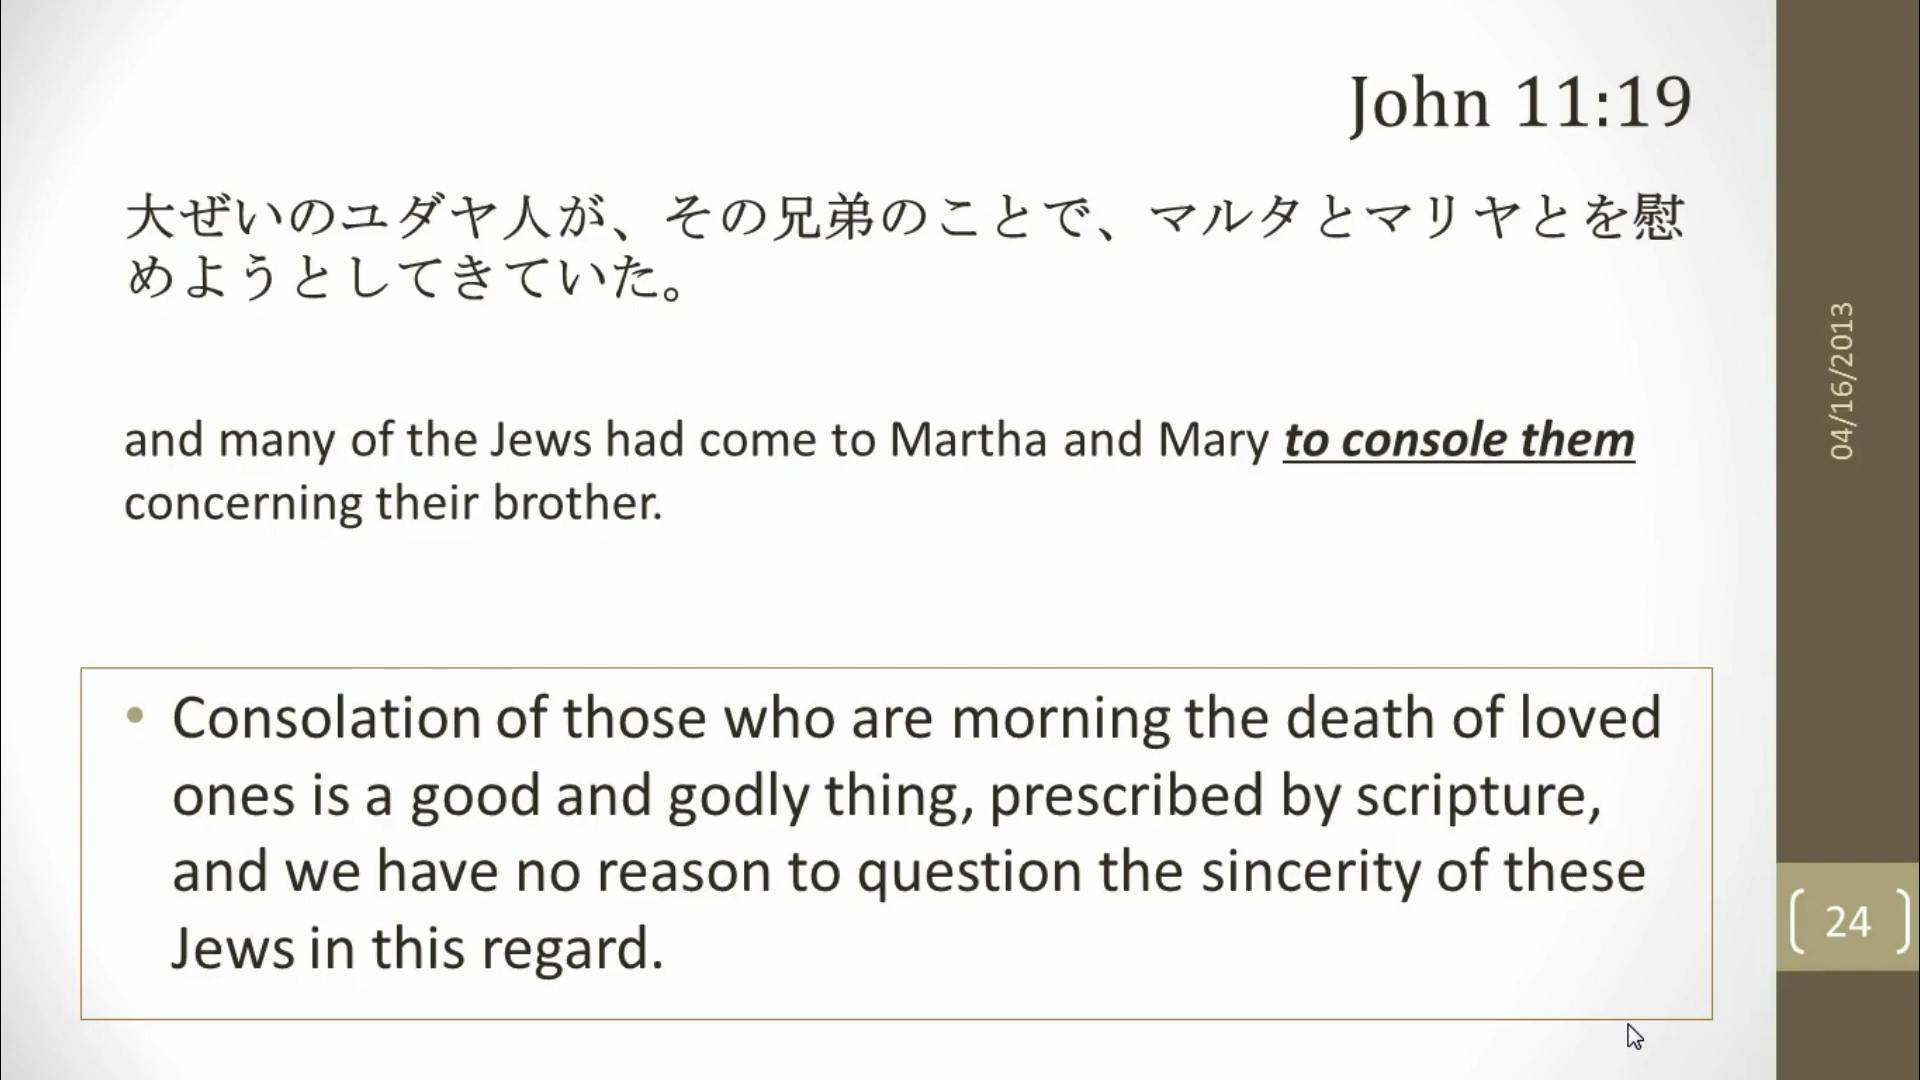 John 11:19
大ぜいのユダヤ人が、その兄弟のことで、マルタとマリヤとを慰
めようとしてきていた。
and many of the Jews had come to Martha and Mary to console them
concerning their brother.
• Consolation of those who are morning the death of loved
ones is a good and godly thing, prescribed by scripture,
and we have no reason to question the sincerity of these
Jews in this regard.
04/16/2013
24